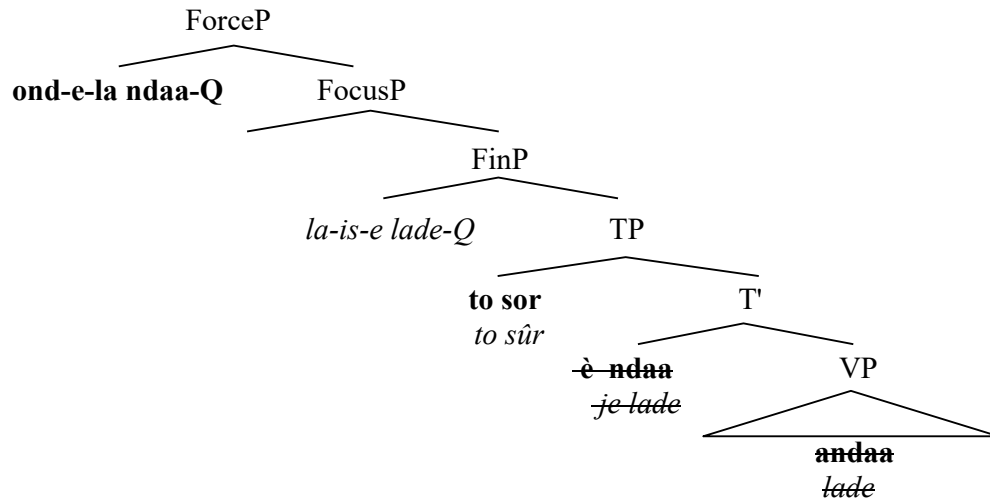 ForceP
ond-e-la ndaa-Q FocusP
FinP
la-is-e lade-Q TP
to sor T'
to sûr
è ndaa VP
je lade
andaa
lade